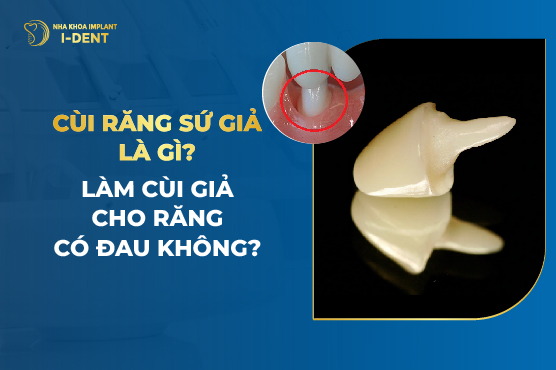 NHA KHOA IMPLANT
I-DENT
CÙI RĂNG SỨ GIẢ
LÀ GÌ?
LÀM CÙI GIẢ
CHO RĂNG
CÓ ĐAU KHÔNG?